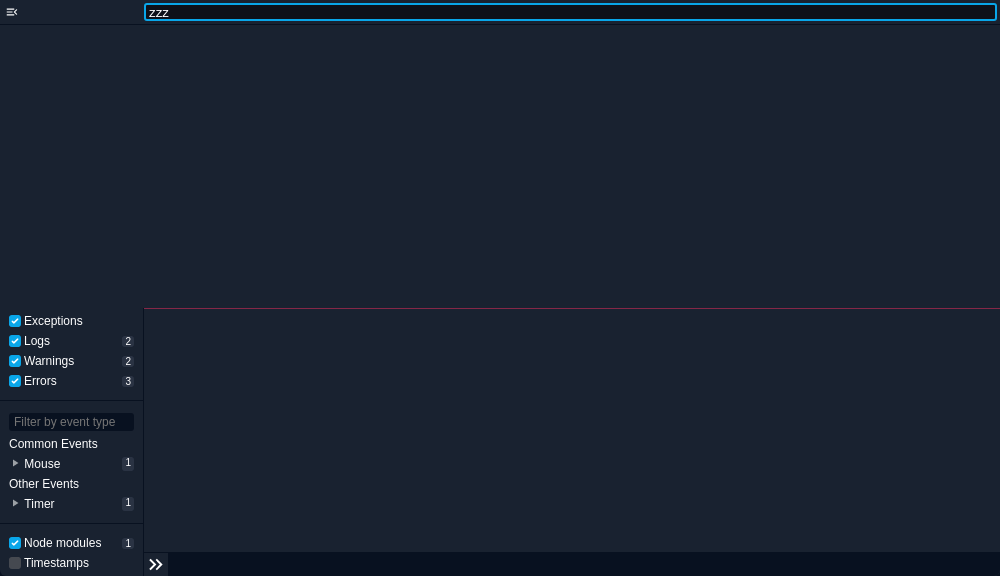 zzz
Exceptions
Logs 2
Warnings 2
Errors 3
Filter by event type
Common Events
Mouse 1
Other Events
Timer 1
Node modules 1
Timestamps